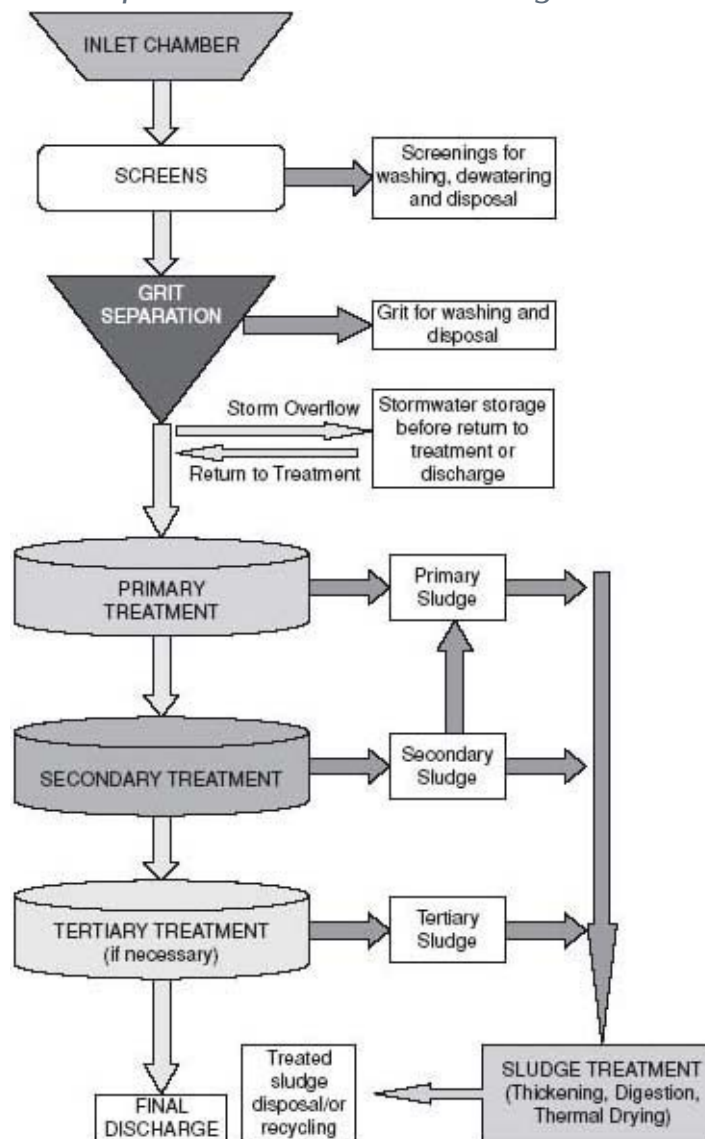 INLET CHAMBER
SCREENS
Screenings for
washing, dewatering
and disposal
GRIT
SEPARATION
Grit for washing and
disposal
Storm Overflow
Return to Treatment
Stormwater storage
before return to
treatment or
discharge
PRIMARY
TREATMENT
Primary
Sludge
SECONDARY TREATMENT
Secondary
Sludge
TERTIARY TREATMENT
(if necessary)
Tertiary
Sludge
SLUDGE TREATMENT
(Thickening, Digestion,
Thermal Drying)
Treated
sludge
disposal/or
recycling
FINAL
DISCHARGE